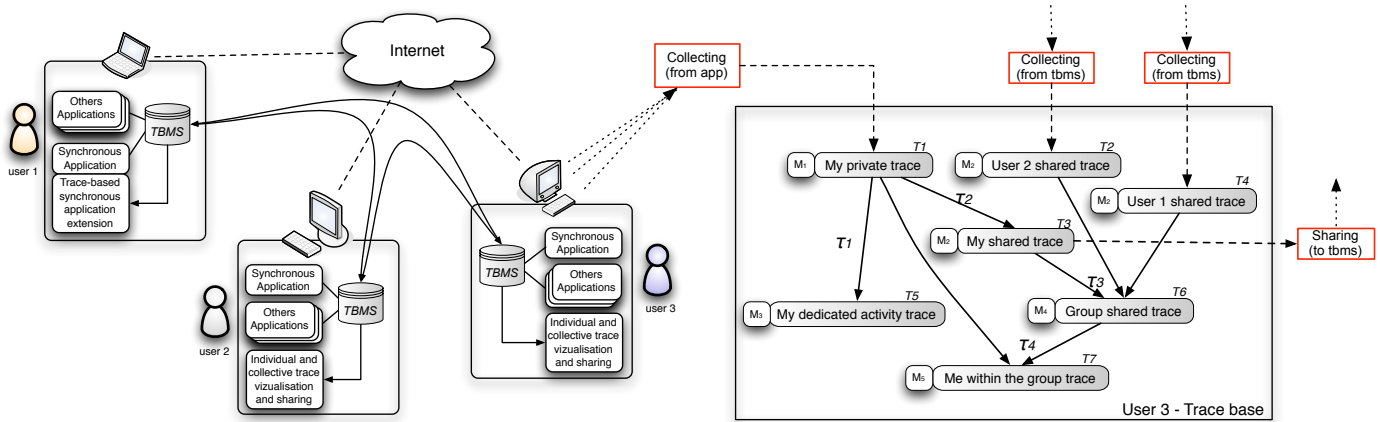 Internet
user 1
Others
Applications
TBMS
Synchronous
Application
Trace-based
synchronous
application
extension
user 2
Synchronous
Application
Others
Applications
TBMS
Individual and
collective trace
vizualisation
and sharing
user 3
TBMS
Synchronous
Application
Others
Applications
Individual and
collective trace
vizualisation
and sharing
Collecting
(from app)
Collecting
(from tbms)
Collecting
(from tbms)
T1
M1 My private trace
T2
M2 User 2 shared trace
T4
M2 User 1 shared trace
τ2
T3
M2 My shared trace
τ1
Sharing
(to tbms)
τ3
T5
M3 My dedicated activity trace
T6
M4 Group shared trace
τ4
T7
M5 Me within the group trace
User 3 - Trace base